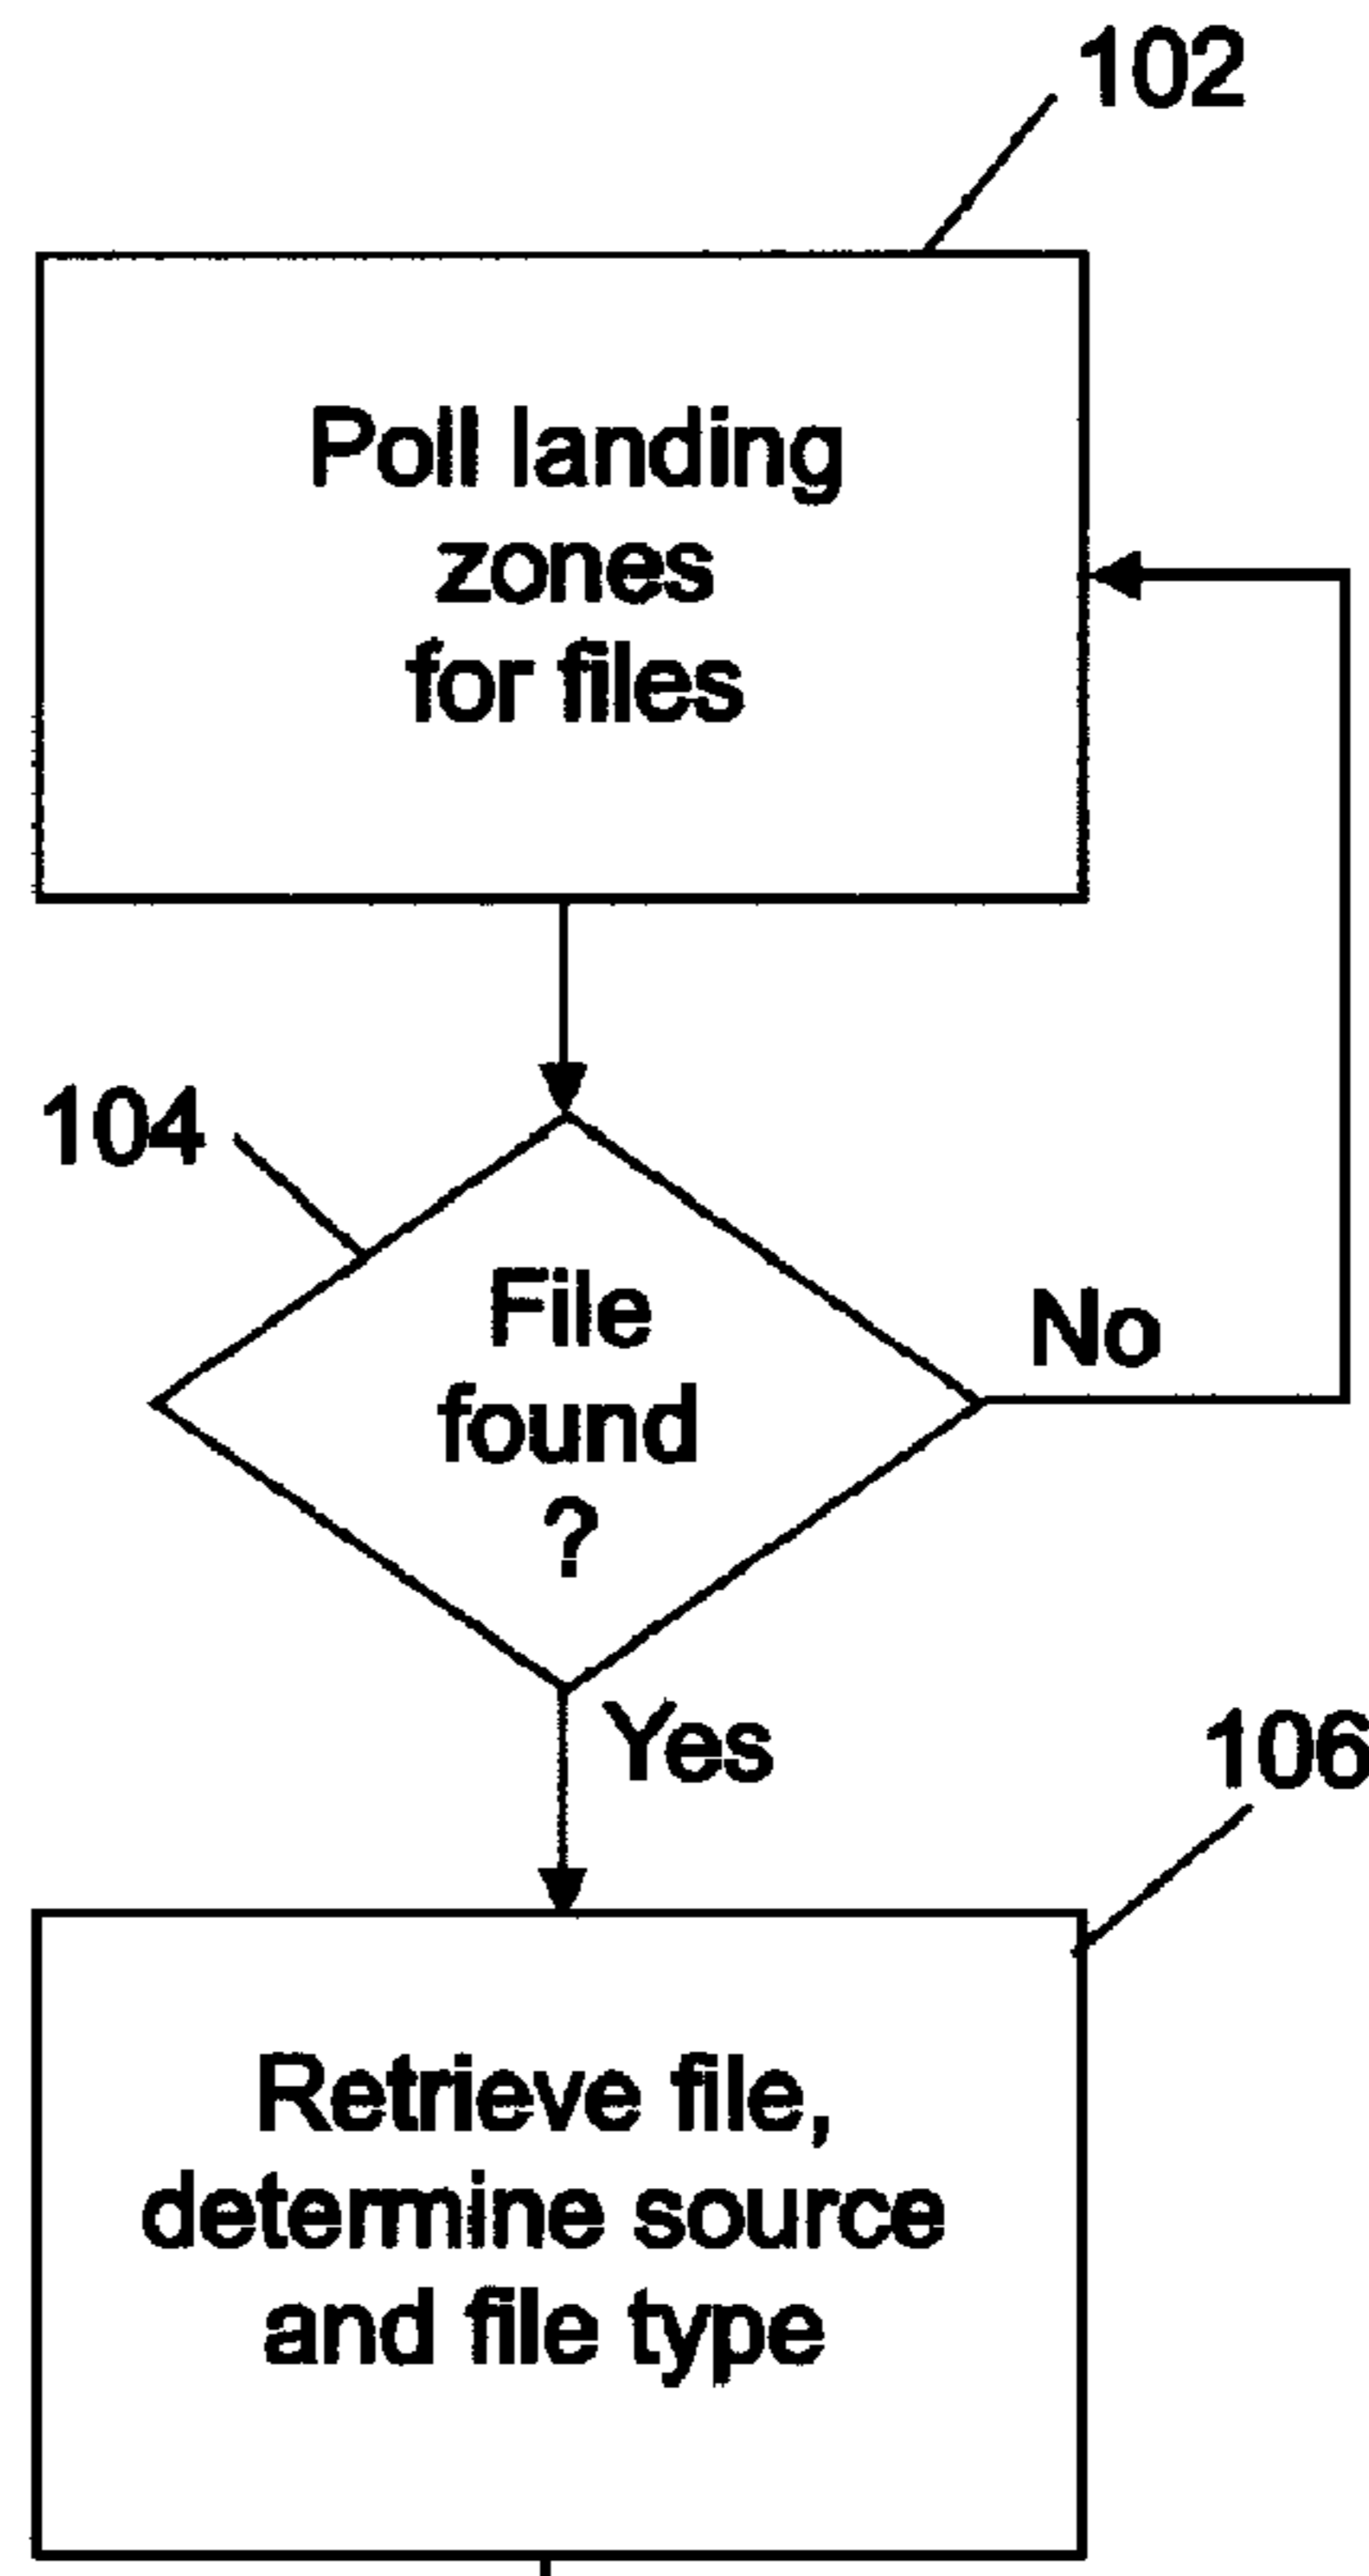 102
Poll landing
zones
for files
104
File
found
?
No
Yes
106
Retrieve file,
determine source
and file type